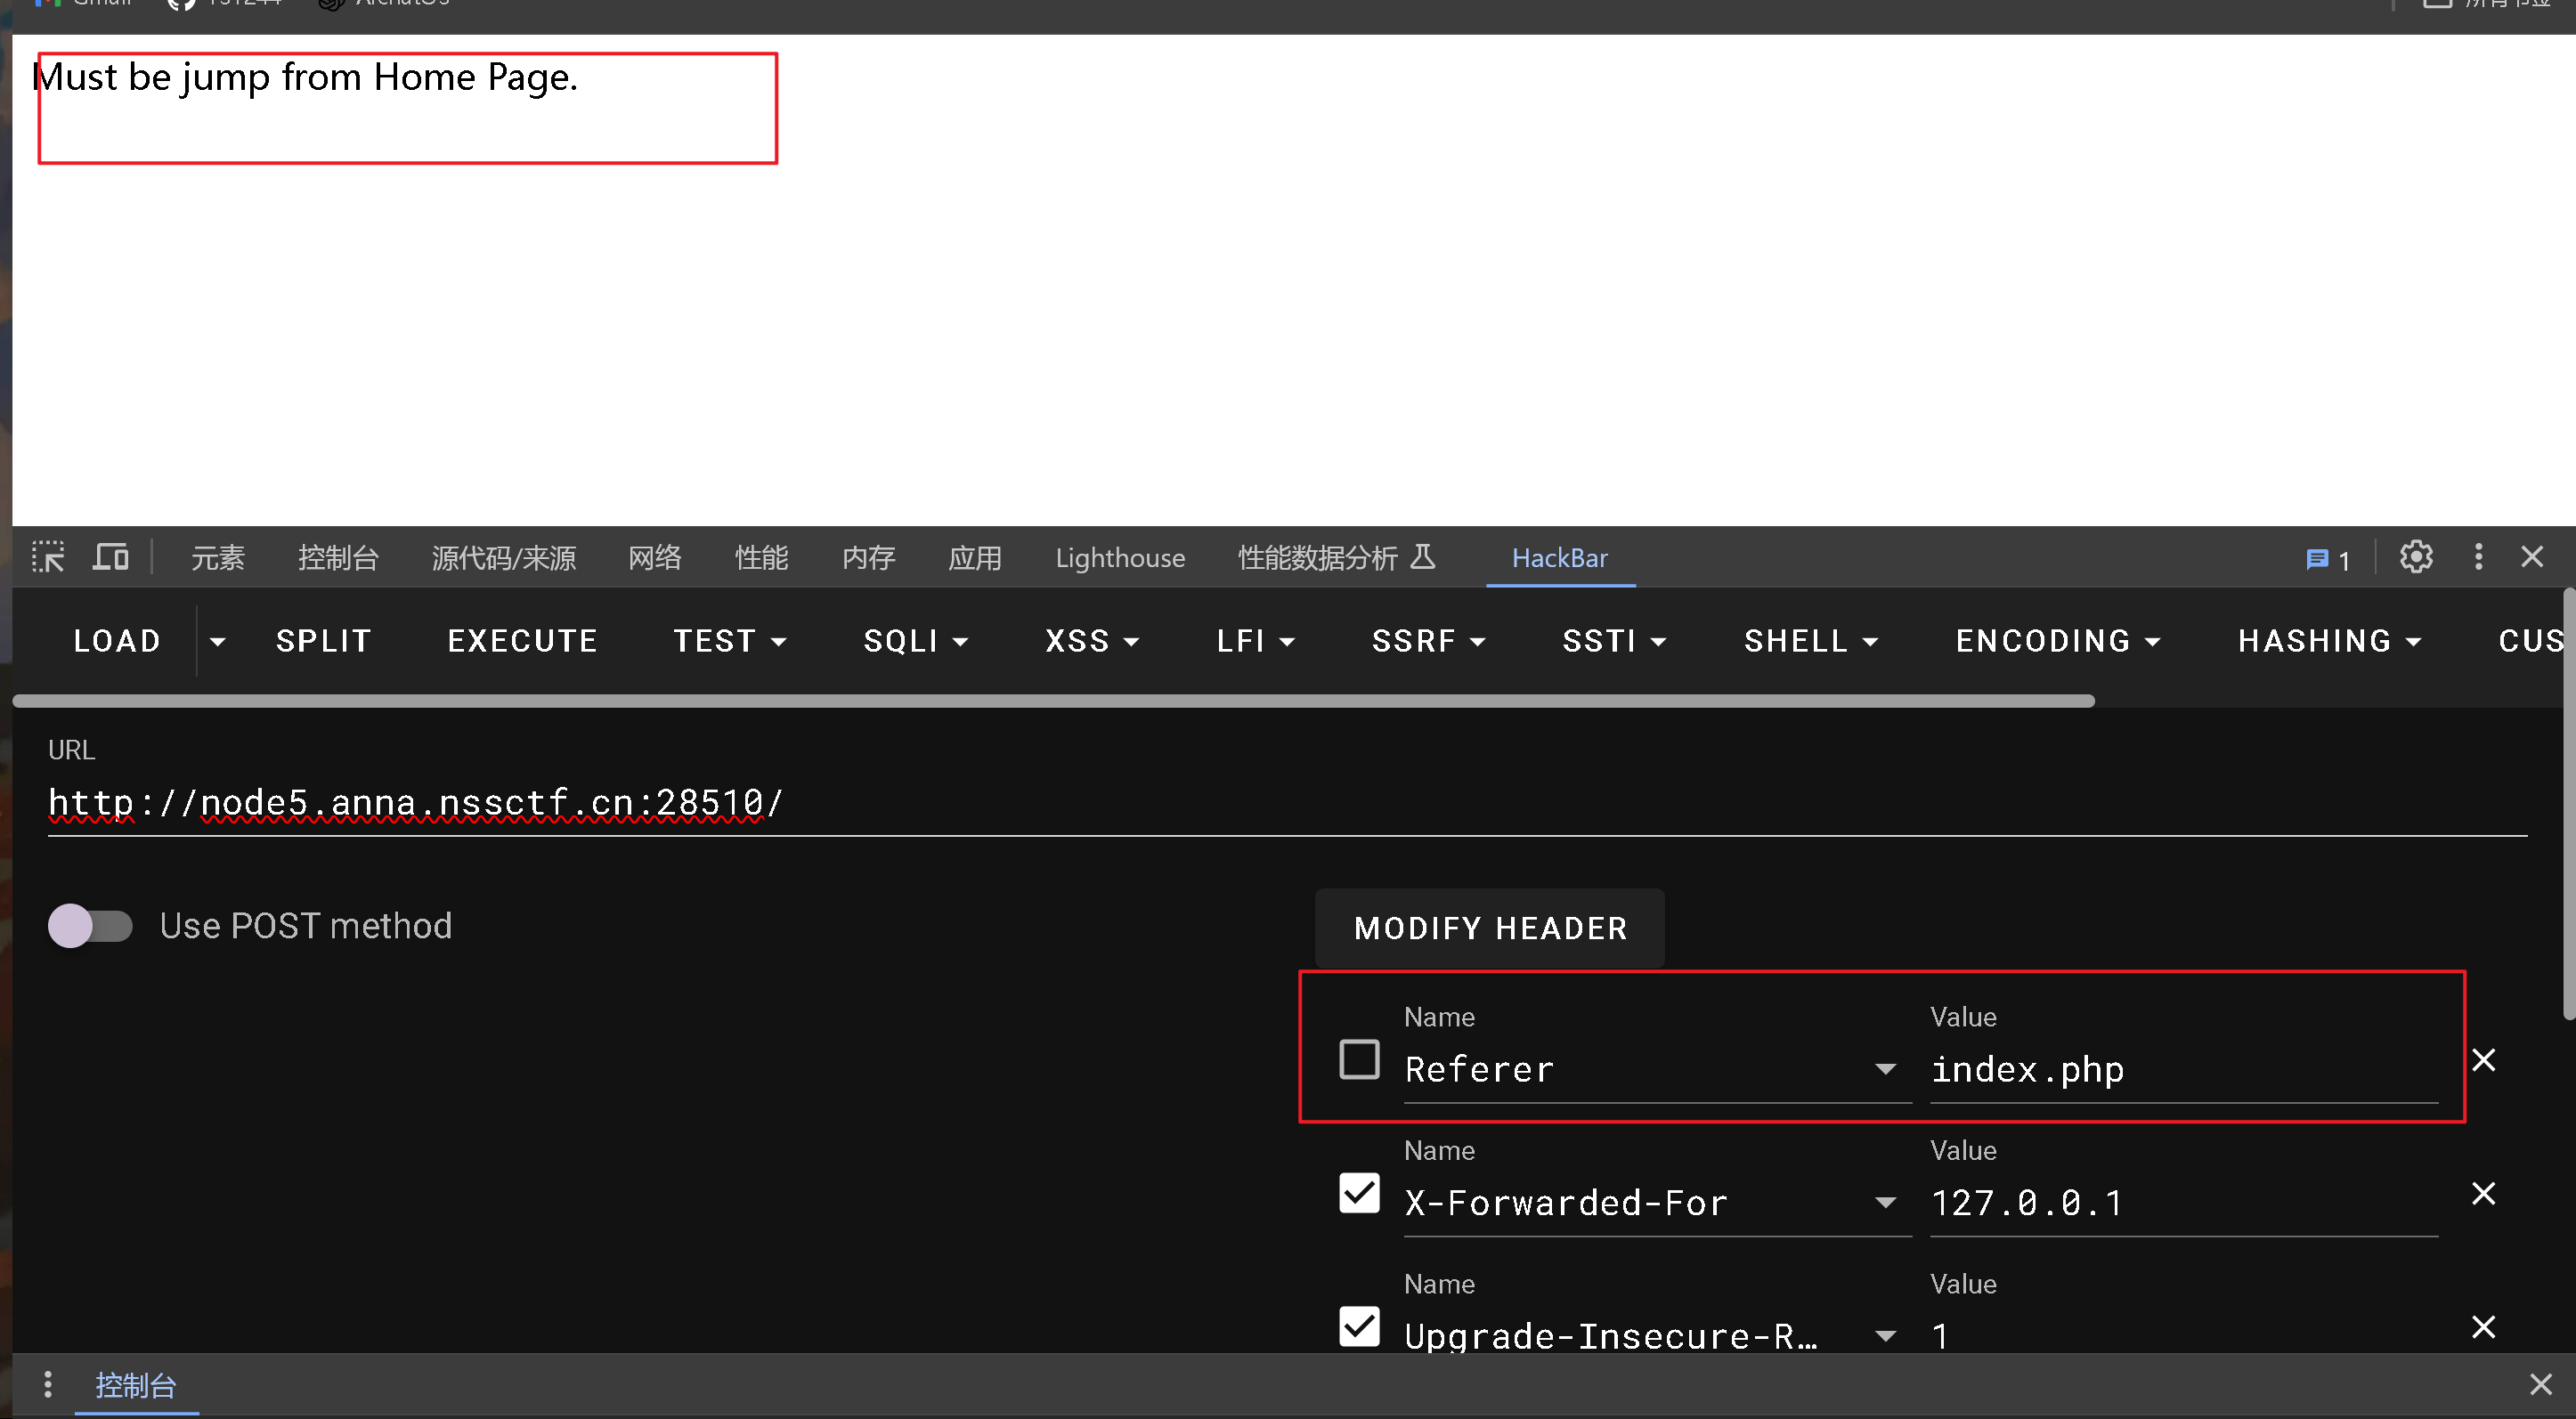 Gmail
Must be jump from Home Page.
元素 控制台 源代码/来源 网络 性能 内存 应用 Lighthouse 性能数据分析 HackBar 1
LOAD SPLIT EXECUTE TEST SQLI XSS LFI SSRF SSTI SHELL ENCODING HASHING CUS
URL
http://node5.anna.nssctf.cn:28510/
Use POST method
MODIFY HEADER
Name Value
Referer index.php
Name Value
X-Forwarded-For 127.0.0.1
Name Value
Upgrade-Insecure-R… 1
控制台